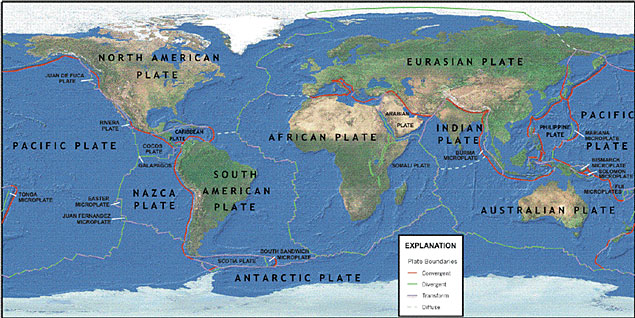 NORTH AMERICAN
PLATE
EURASIAN PLATE
JUAN DE FUCA
PLATE
RIVERA
PLATE
CARIBBEAN
PLATE
COCOS
PLATE
GALAPAGOS
PACIFIC PLATE
ARABIAN
PLATE
AFRICAN PLATE
INDIAN
PLATE
BURMA
MICROPLATE
SOMALI PLATE
PHILIPPINE
PLATE
PACIFIC
PLATE
MARIANA
MICROPLATE
BISMARCK
MICROPLATE
SOLOMON
MICROPLATE
FIJI
MICROPLATE
TONGA
MICROPLATE
EASTER
MICROPLATE
JUAN FERNANDEZ
MICROPLATE
NAZCA
PLATE
SOUTH
AMERICAN
PLATE
AUSTRALIAN PLATE
SCOTIA PLATE
SOUTH SANDWICH
MICROPLATE
ANTARCTIC PLATE
EXPLANATION
Plate Boundaries
Convergent
Divergent
Transform
Diffuse